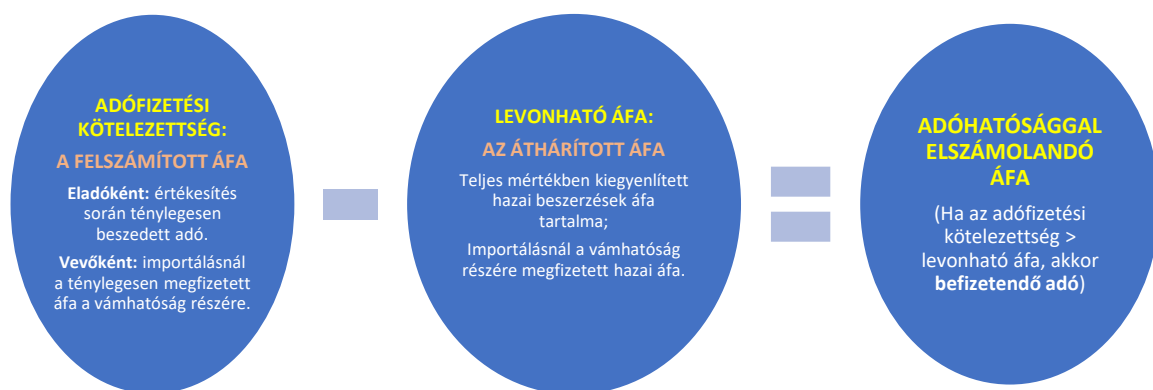 ADÓFIZETÉSI
KÖTELEZETTSÉG:
A FELSZÁMÍTOTT ÁFA
Eladóként: értékesítés
során ténylegesen
beszedett adó.
Vevőként: importálásnál
a ténylegesen megfizetett
áfa a vámhatóság részére.
LEVONHATÓ ÁFA:
AZ ÁTHÁRÍTOTT ÁFA
Teljes mértékben kiegyenlített
hazai beszerzések áfa
tartalma;
Importálásnál a vámhatóság
részére megfizetett hazai áfa.
ADÓHATÓSÁGGAL
ELSZÁMOLANDÓ
ÁFA
(Ha az adófizetési
kötelezettség >
levonható áfa, akkor
befizetendő adó)